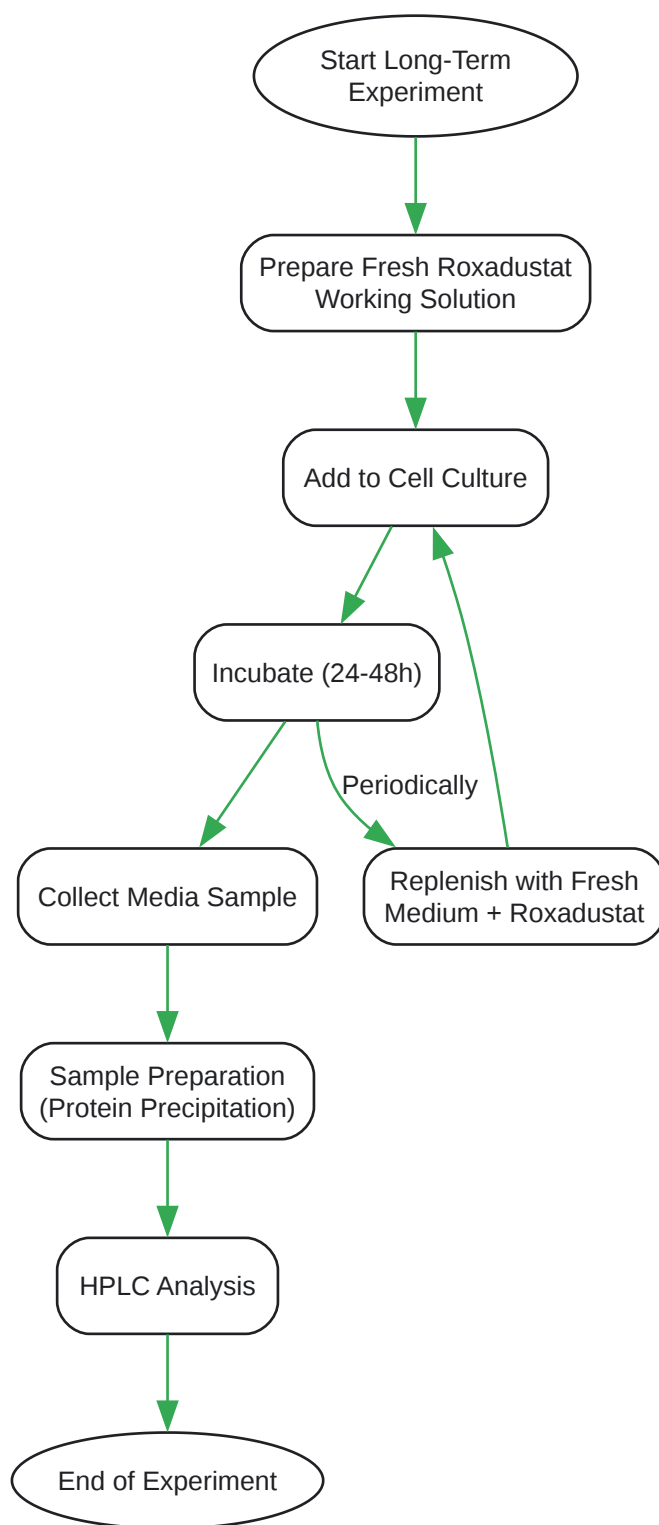 Start Long-Term
Experiment
Prepare Fresh Roxadustat
Working Solution
Add to Cell Culture
Incubate (24-48h)
Periodically
Collect Media Sample
Replenish with Fresh
Medium + Roxadustat
Sample Preparation
(Protein Precipitation)
HPLC Analysis
End of Experiment